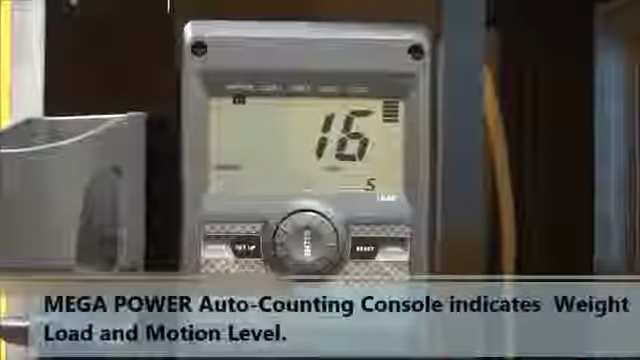 16
5
SET UP
RESET
MEGA POWER Auto-Counting Console indicates Weight
Load and Motion Level.